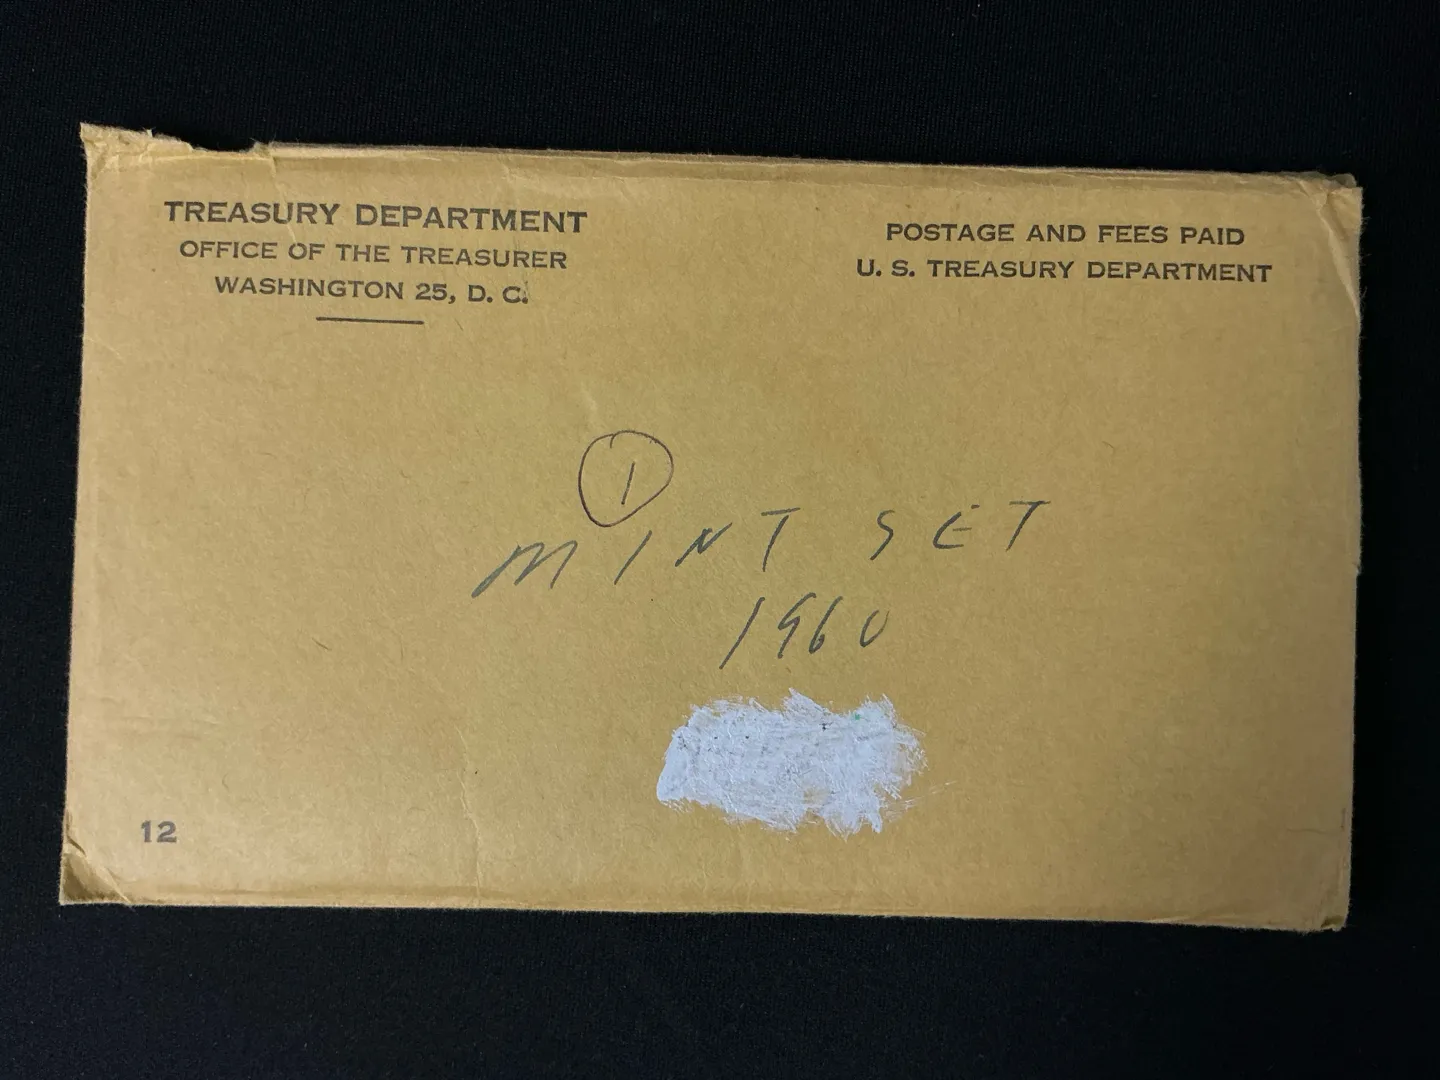 TREASURY DEPARTMENT
OFFICE OF THE TREASURER
WASHINGTON 25, D. C.
POSTAGE AND FEES PAID
U. S. TREASURY DEPARTMENT
1
MINT SET
1960
12